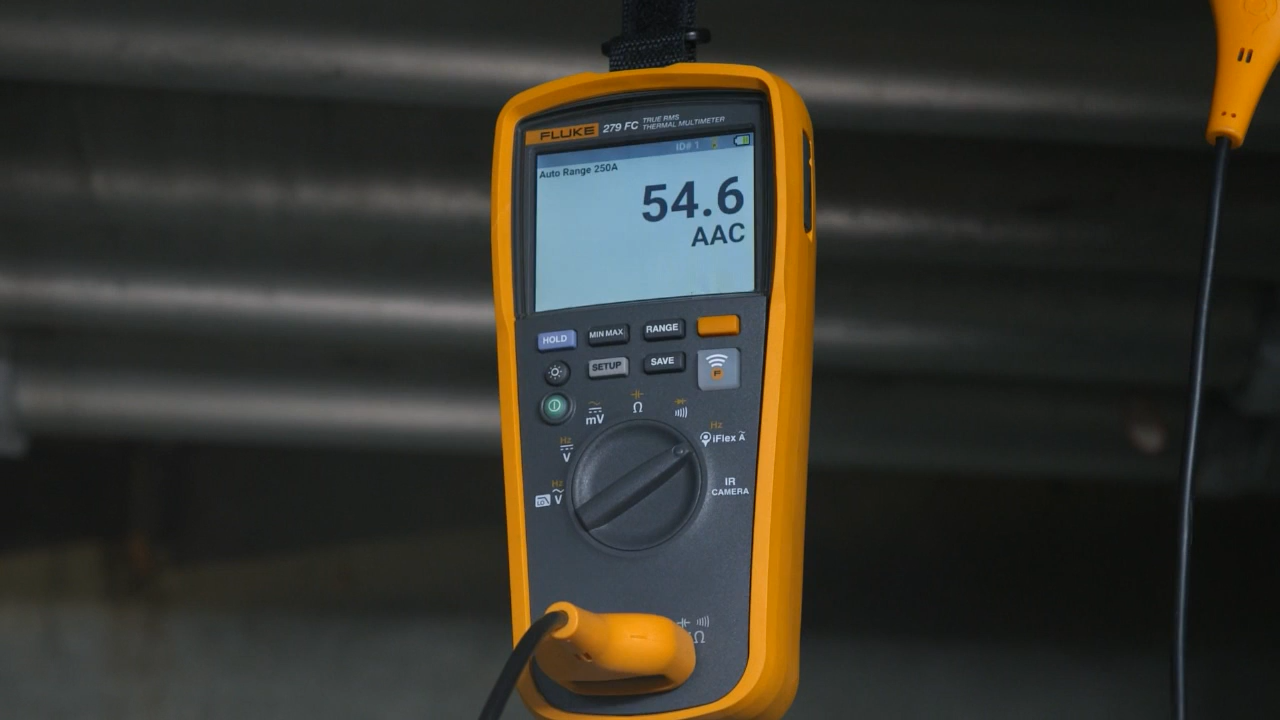 FLUKE 279 FC TRUE RMS
THERMAL MULTIMETER
ID# 1
Auto Range 250A
54.6
AAC
HOLD MIN MAX RANGE
SETUP SAVE
F
mV Ω
Hz
V
Hz
iFlex A
Hz
V
IR
CAMERA
Ω